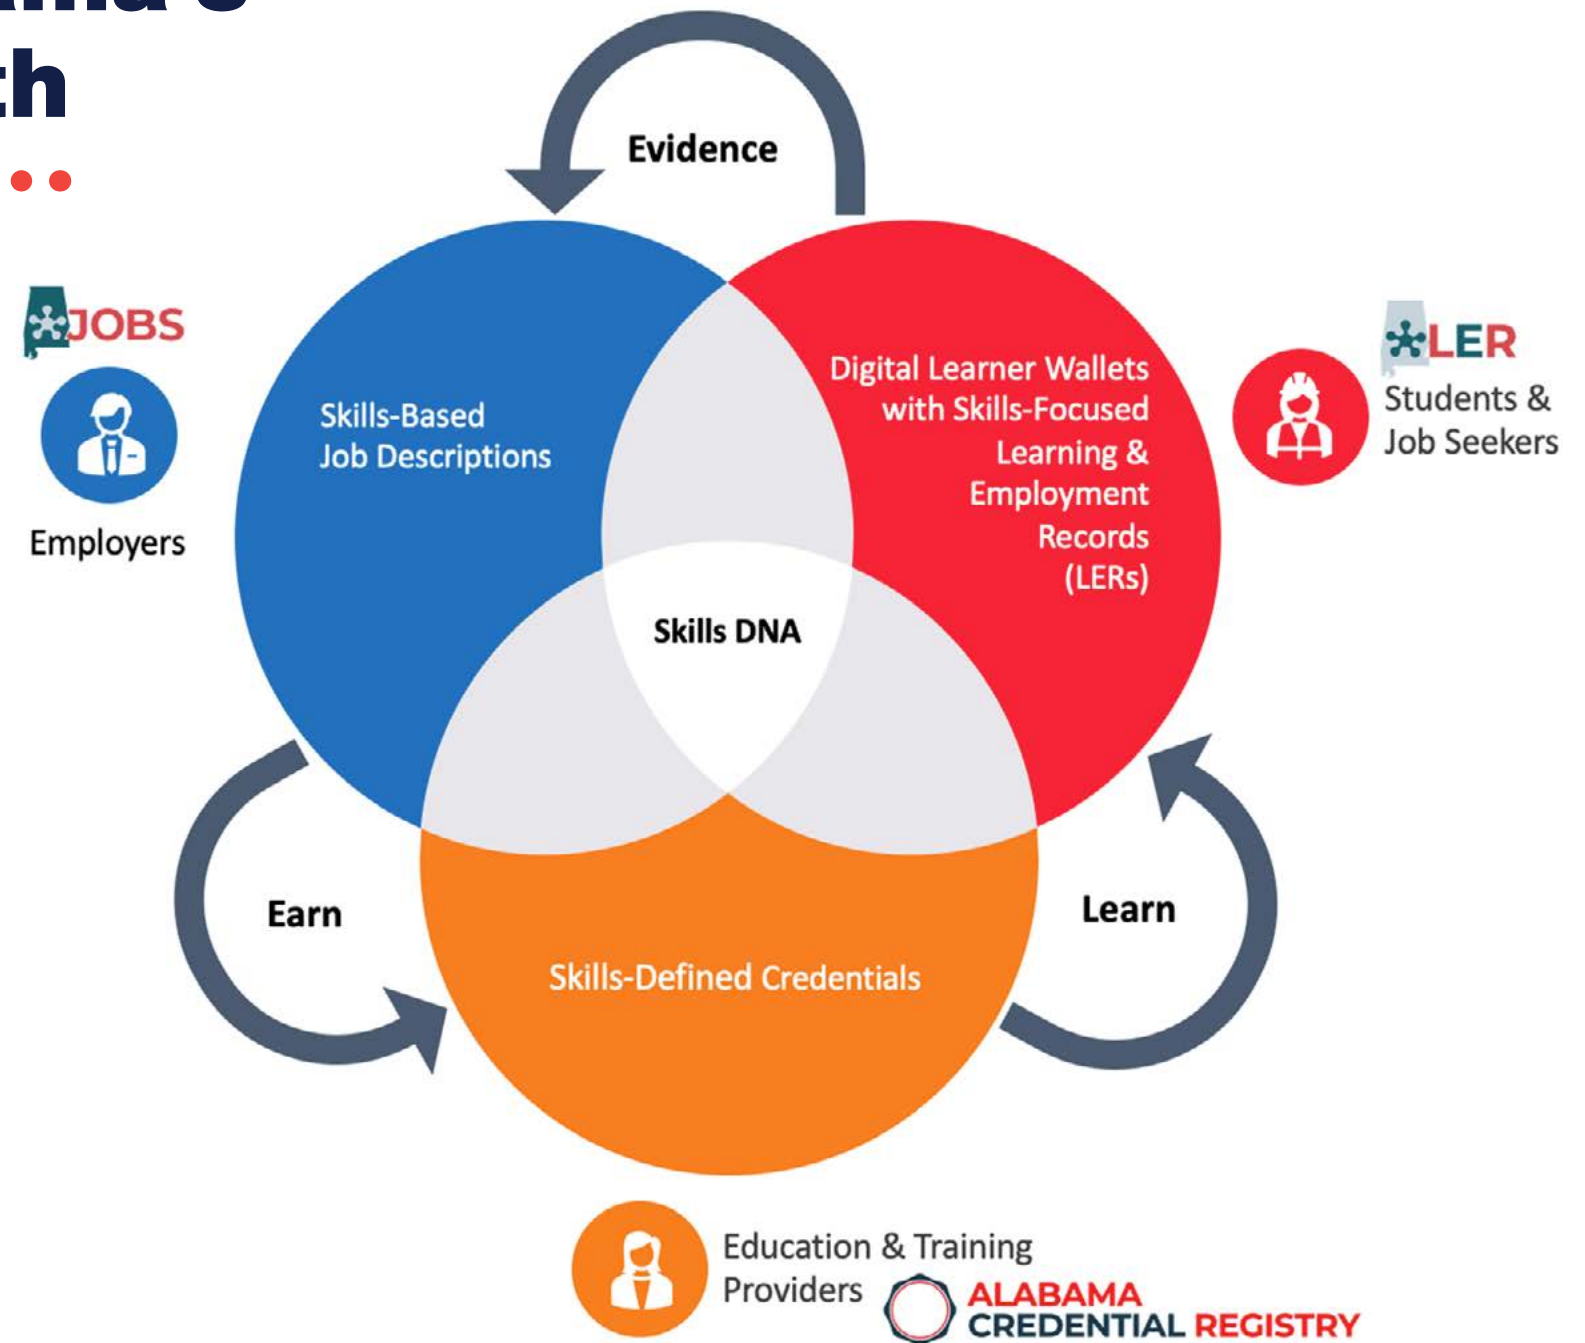 Evidence
JOBS
Employers
Skills-Based
Job Descriptions
Digital Learner Wallets
with Skills-Focused
Learning &
Employment
Records
(LERs)
LER
Students &
Job Seekers
Skills DNA
Earn
Learn
Skills-Defined Credentials
Education & Training
Providers
ALABAMA
CREDENTIAL REGISTRY